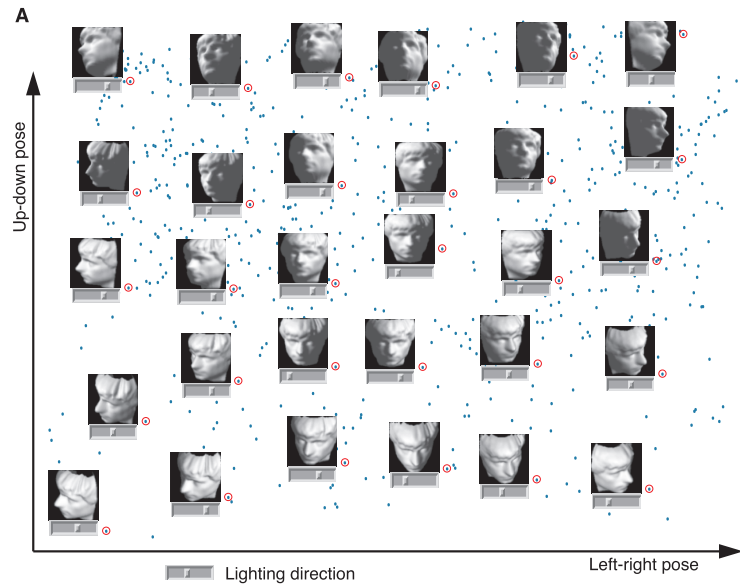 A
Up-down pose
Left-right pose
Lighting direction